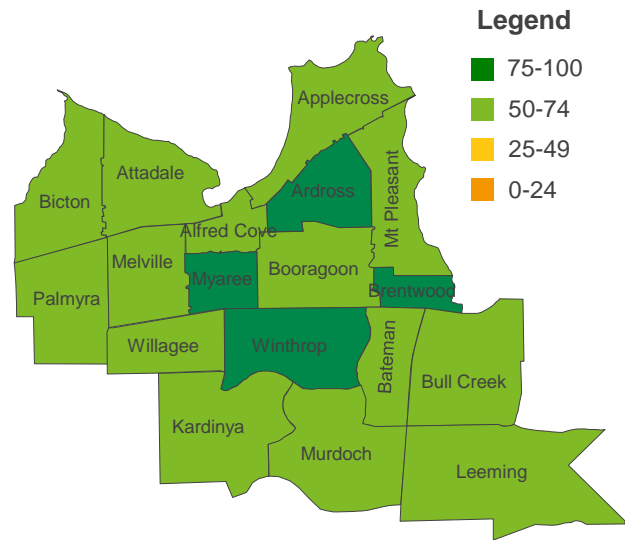 Legend
75-100
50-74
25-49
0-24
Applecross
Attadale
Ardross
Bicton
Mt Pleasant
Alfred Cove
Melville
Booragoon
Myaree
Brentwood
Palmyra
Willagee
Winthrop
Bateman
Bull Creek
Kardinya
Murdoch
Leeming